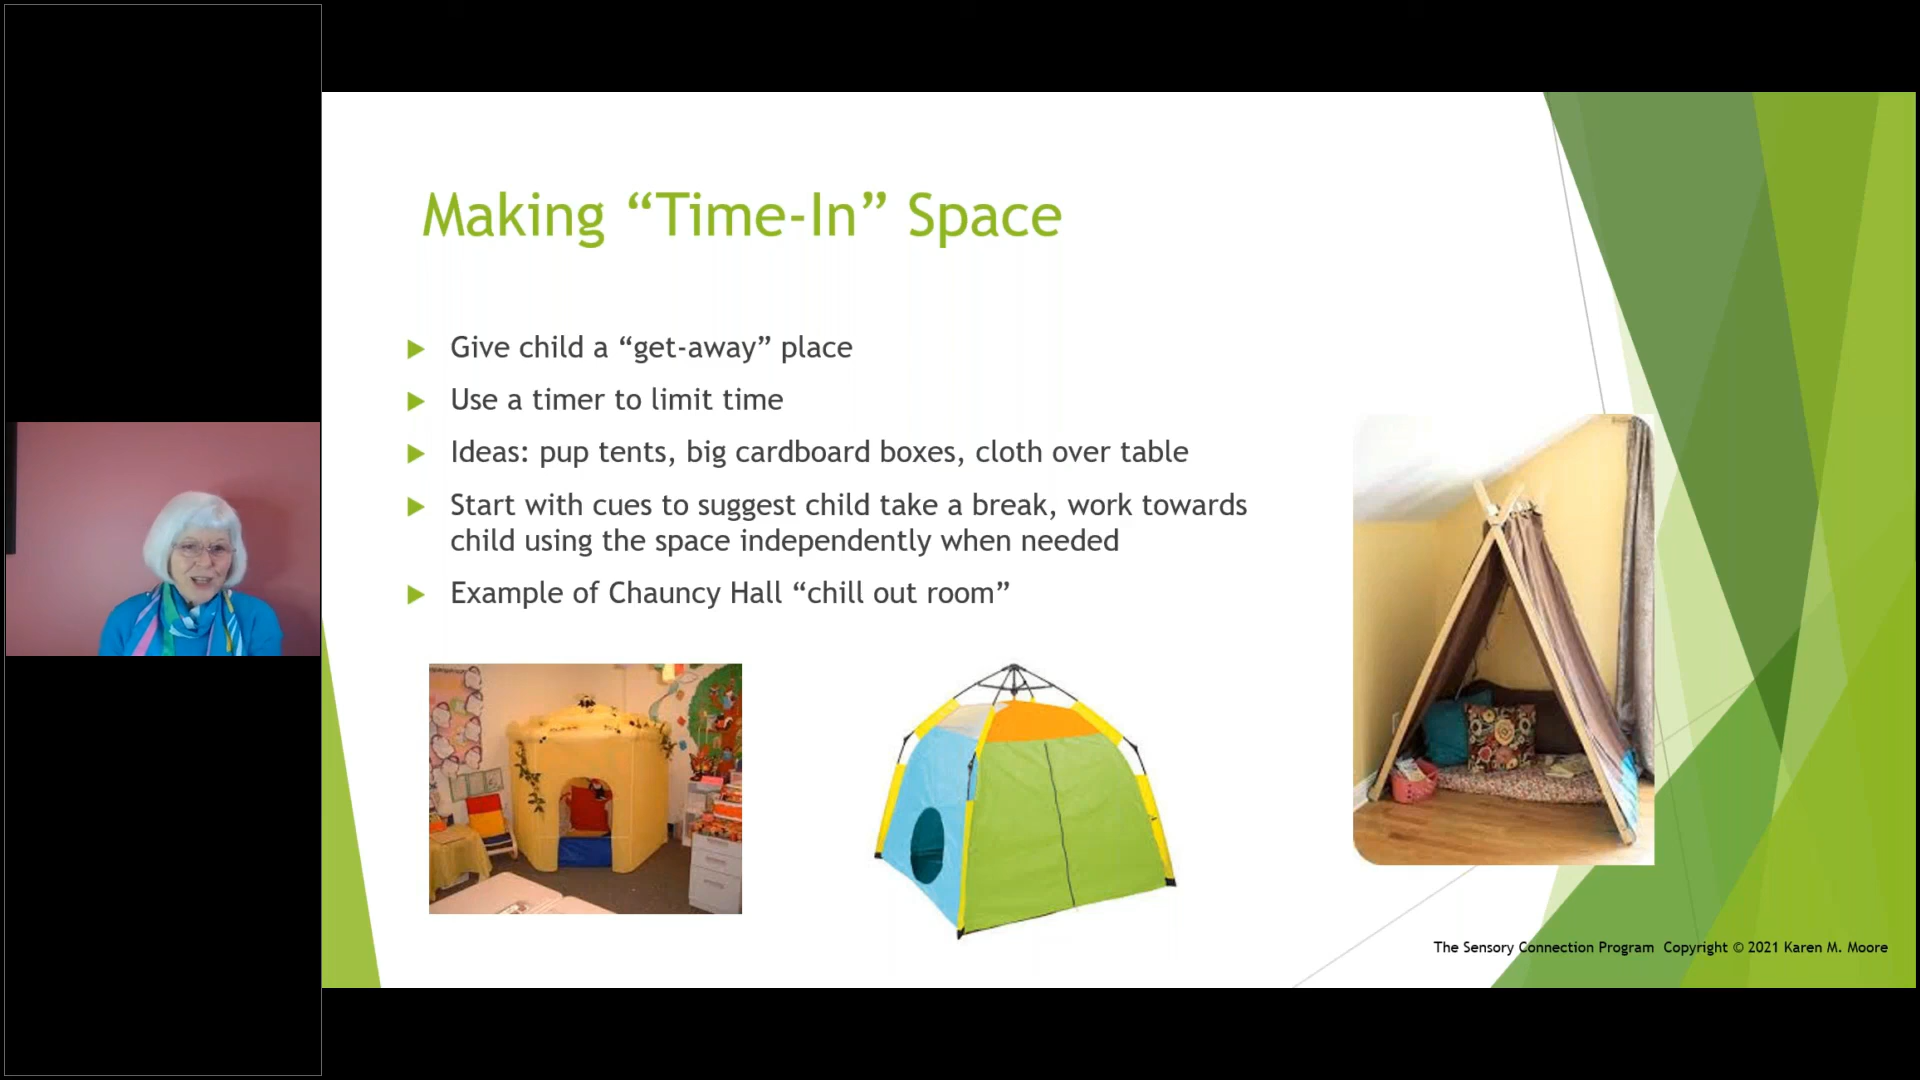 Making “Time-In” Space
Give child a “get-away” place
Use a timer to limit time
Ideas: pup tents, big cardboard boxes, cloth over table
Start with cues to suggest child take a break, work towards
child using the space independently when needed
Example of Chauncy Hall “chill out room”
The Sensory Connection Program Copyright © 2021 Karen M. Moore